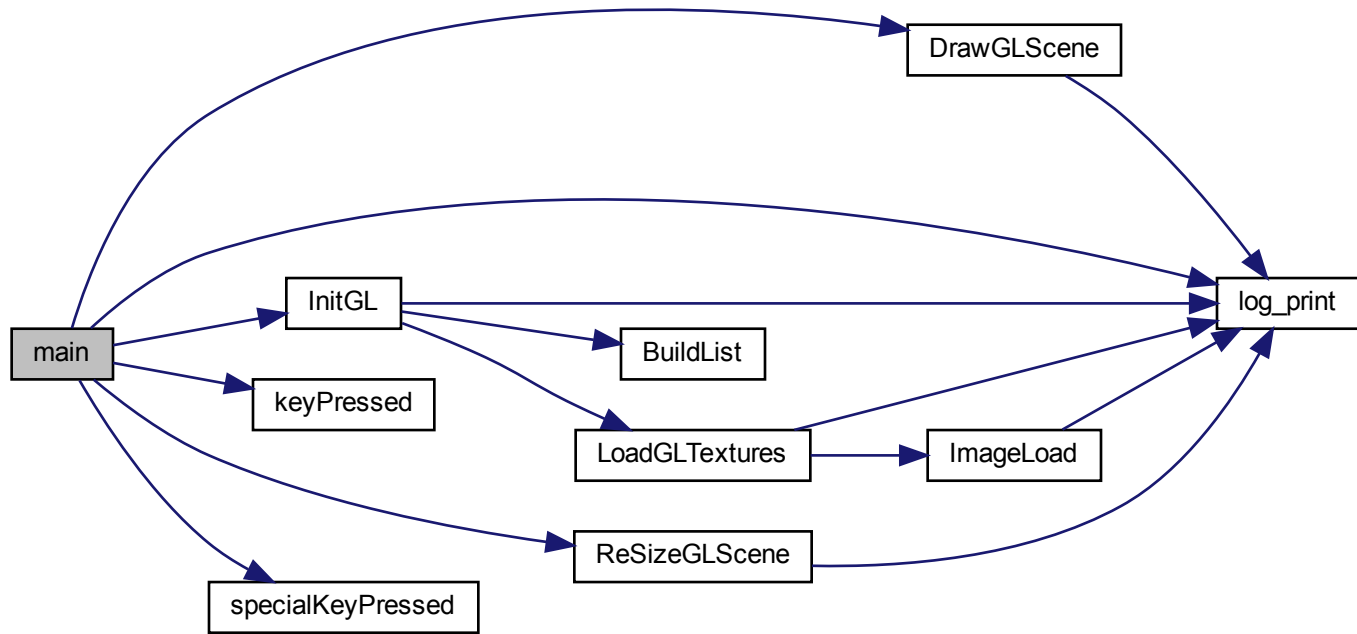 DrawGLScene
InitGL
log_print
main
BuildList
keyPressed
LoadGLTextures
ImageLoad
ReSizeGLScene
specialKeyPressed